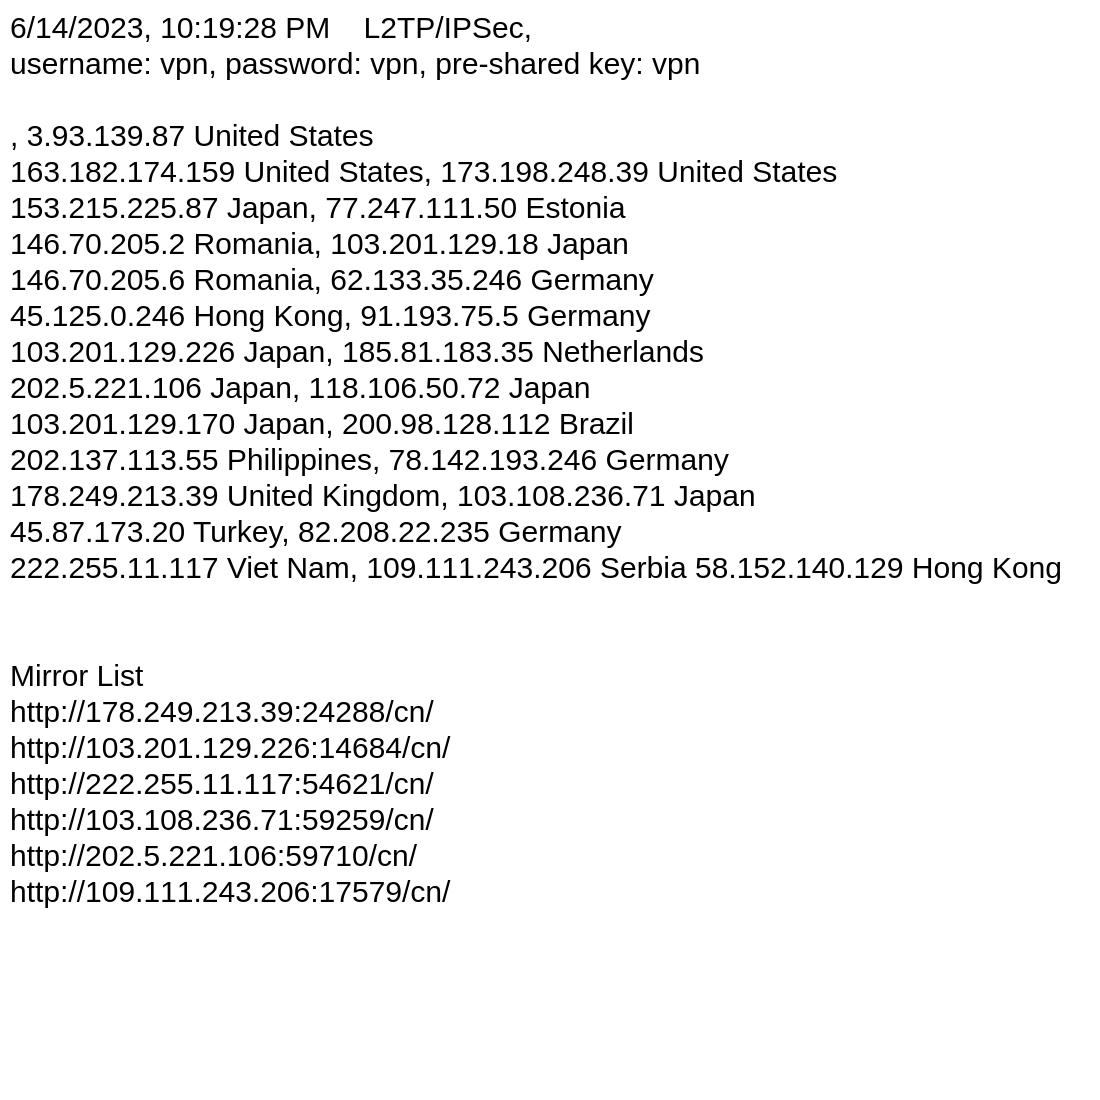 6/14/2023, 10:19:28 PM    L2TP/IPSec,
username: vpn, password: vpn, pre-shared key: vpn
, 3.93.139.87 United States
163.182.174.159 United States, 173.198.248.39 United States
153.215.225.87 Japan, 77.247.111.50 Estonia
146.70.205.2 Romania, 103.201.129.18 Japan
146.70.205.6 Romania, 62.133.35.246 Germany
45.125.0.246 Hong Kong, 91.193.75.5 Germany
103.201.129.226 Japan, 185.81.183.35 Netherlands
202.5.221.106 Japan, 118.106.50.72 Japan
103.201.129.170 Japan, 200.98.128.112 Brazil
202.137.113.55 Philippines, 78.142.193.246 Germany
178.249.213.39 United Kingdom, 103.108.236.71 Japan
45.87.173.20 Turkey, 82.208.22.235 Germany
222.255.11.117 Viet Nam, 109.111.243.206 Serbia 58.152.140.129 Hong Kong
Mirror List
http://178.249.213.39:24288/cn/
http://103.201.129.226:14684/cn/
http://222.255.11.117:54621/cn/
http://103.108.236.71:59259/cn/
http://202.5.221.106:59710/cn/
http://109.111.243.206:17579/cn/